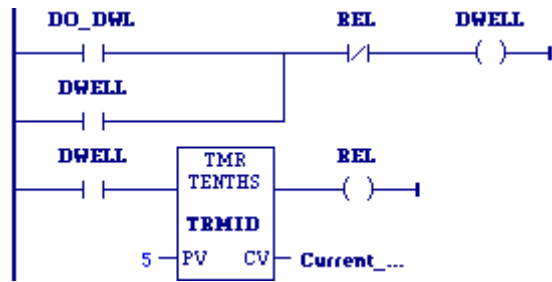 DO_DWL REL DWELL
DWELL
DWELL TMR REL
TENTHS
TRMID
5 PV CV Current_...